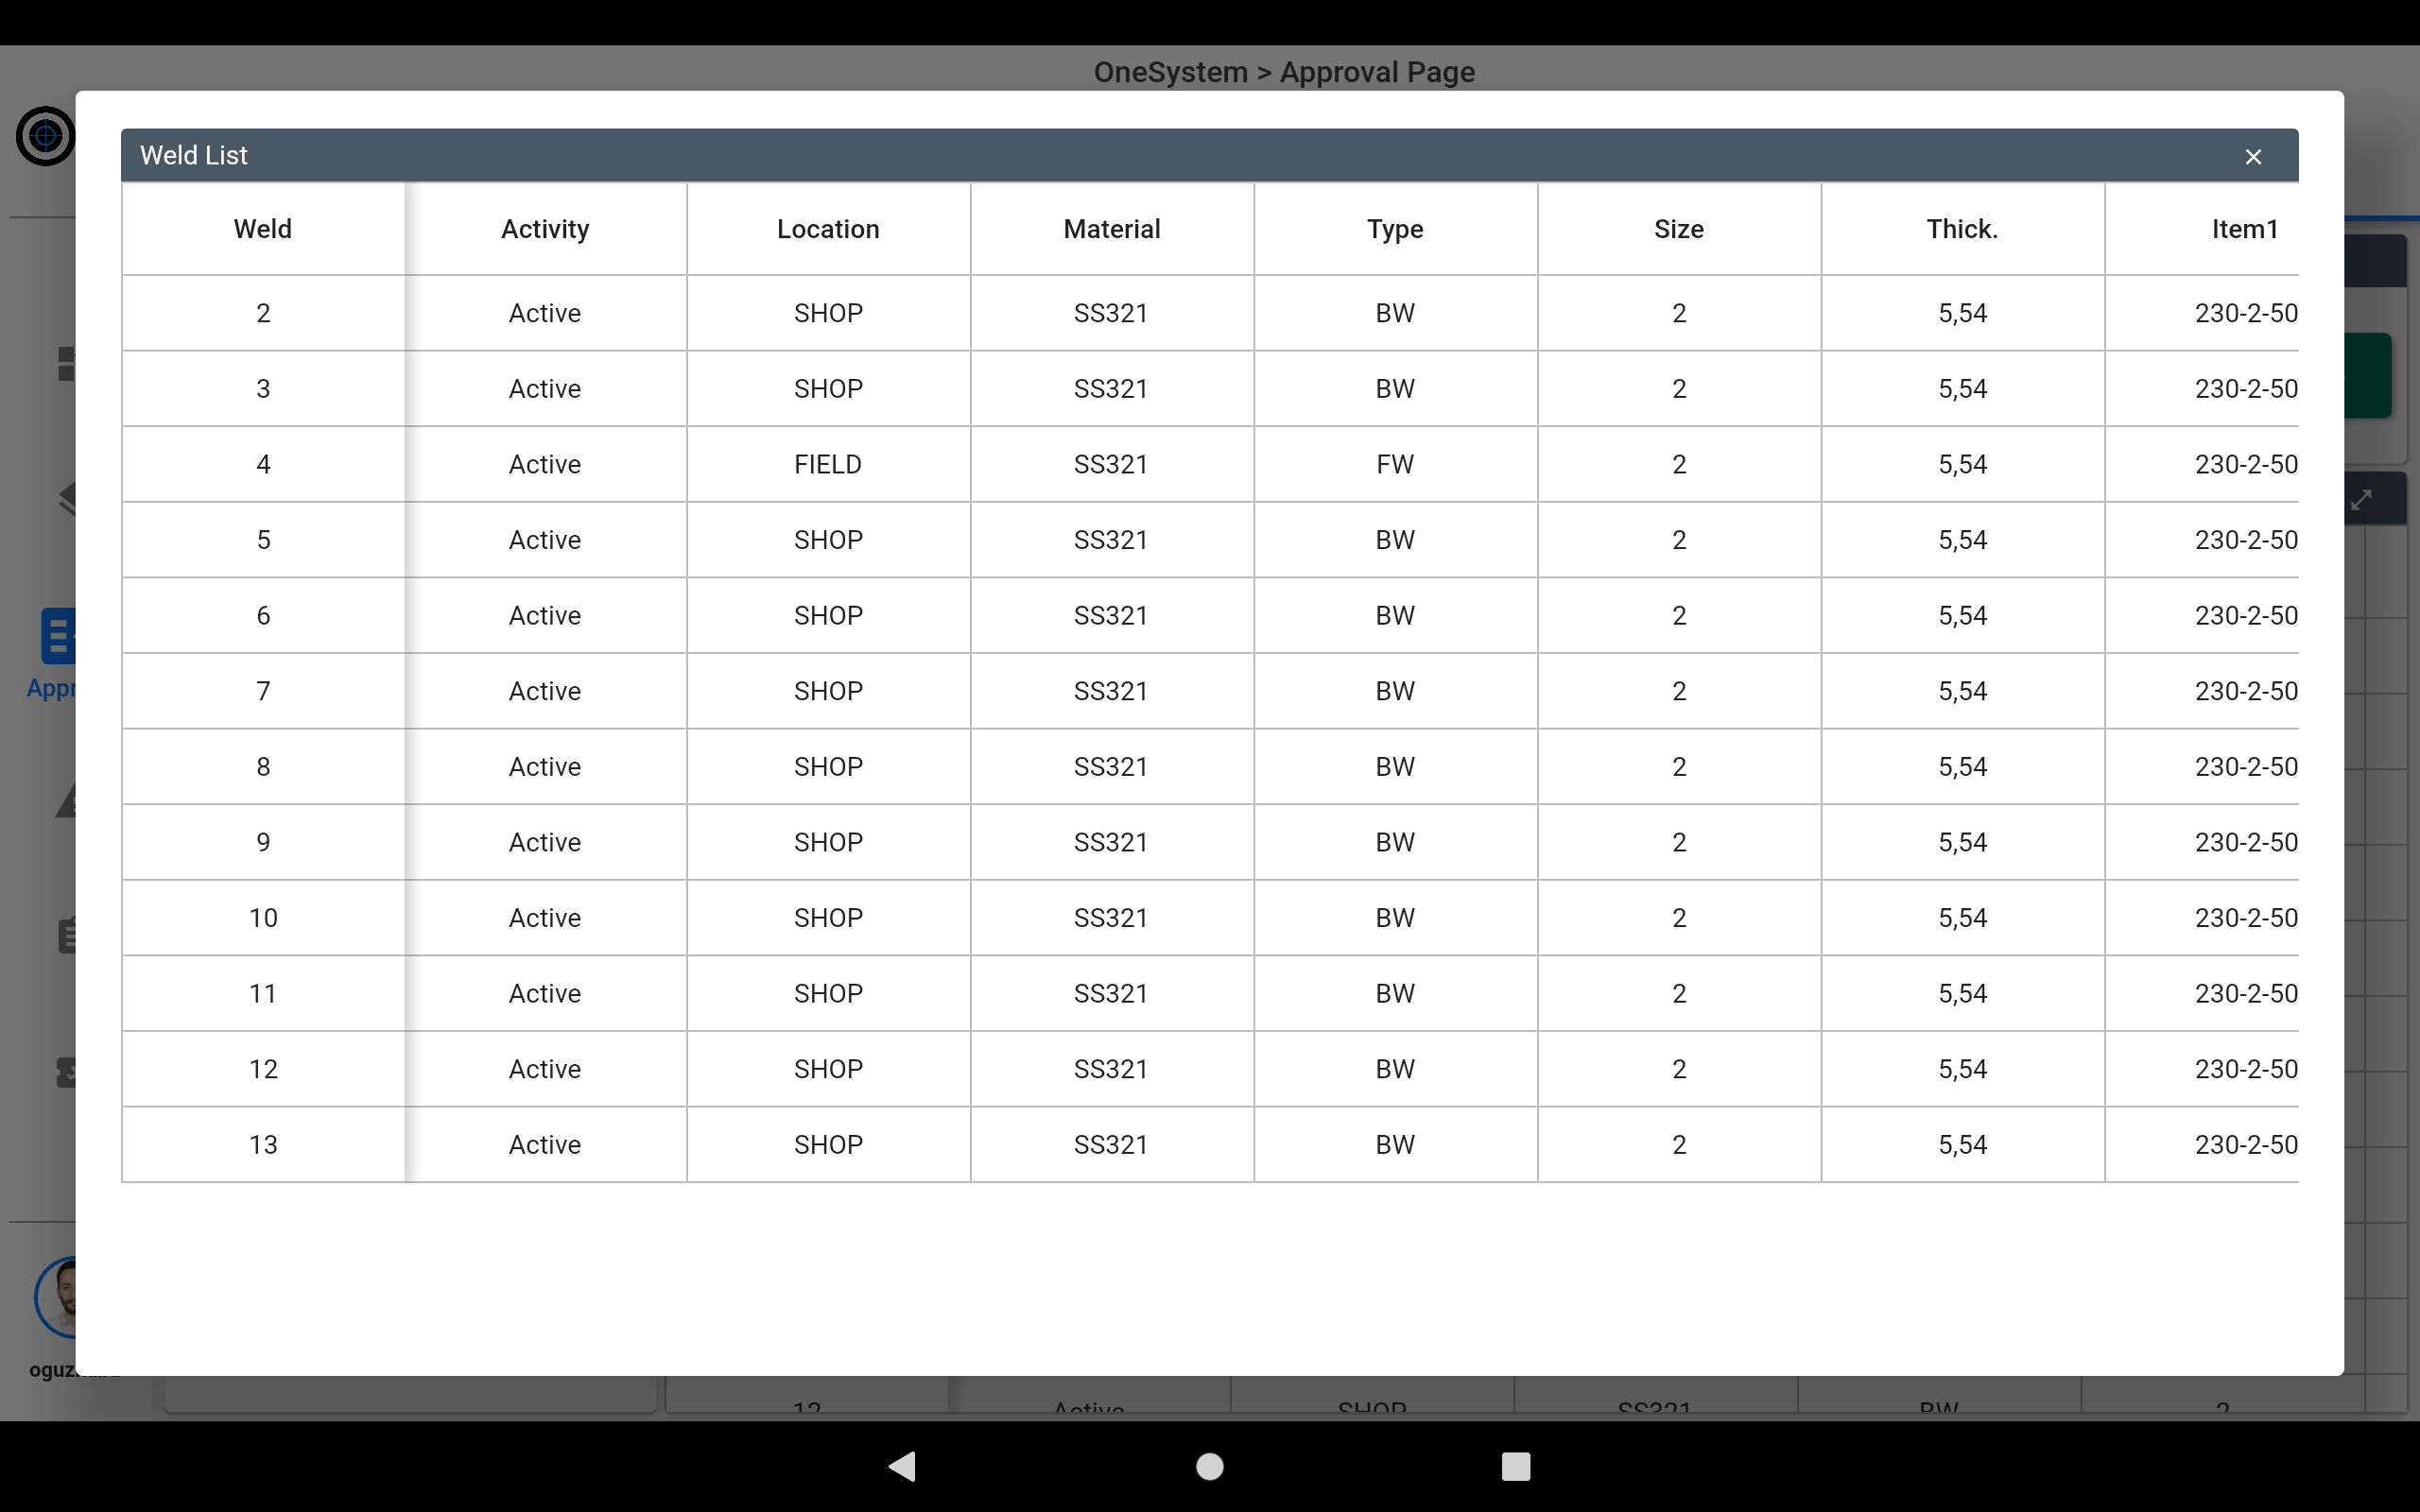 OneSystem > Approval Page
Weld List
Weld Activity Location Material Type Size Thick. Item1
2 Active SHOP SS321 BW 2 5,54 230-2-50
3 Active SHOP SS321 BW 2 5,54 230-2-50
4 Active FIELD SS321 FW 2 5,54 230-2-50
5 Active SHOP SS321 BW 2 5,54 230-2-50
6 Active SHOP SS321 BW 2 5,54 230-2-50
7 Active SHOP SS321 BW 2 5,54 230-2-50
8 Active SHOP SS321 BW 2 5,54 230-2-50
9 Active SHOP SS321 BW 2 5,54 230-2-50
10 Active SHOP SS321 BW 2 5,54 230-2-50
11 Active SHOP SS321 BW 2 5,54 230-2-50
12 Active SHOP SS321 BW 2 5,54 230-2-50
13 Active SHOP SS321 BW 2 5,54 230-2-50
Appr
12 Active SHOP SS321 BW 2